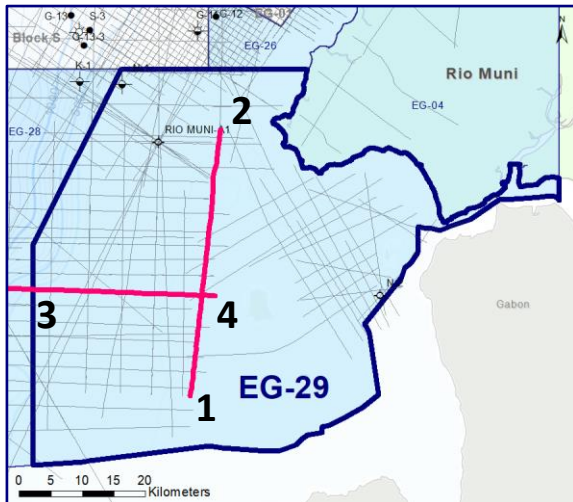 G-13
S-3
G-12
EG-01
Block S
G-13-3
EG-26
K-1
Rio Muni
EG-04
2
RIO MUNI-A1
EG-28
3
4
Gabon
1
EG-29
0 5 10 15 20
Kilometers